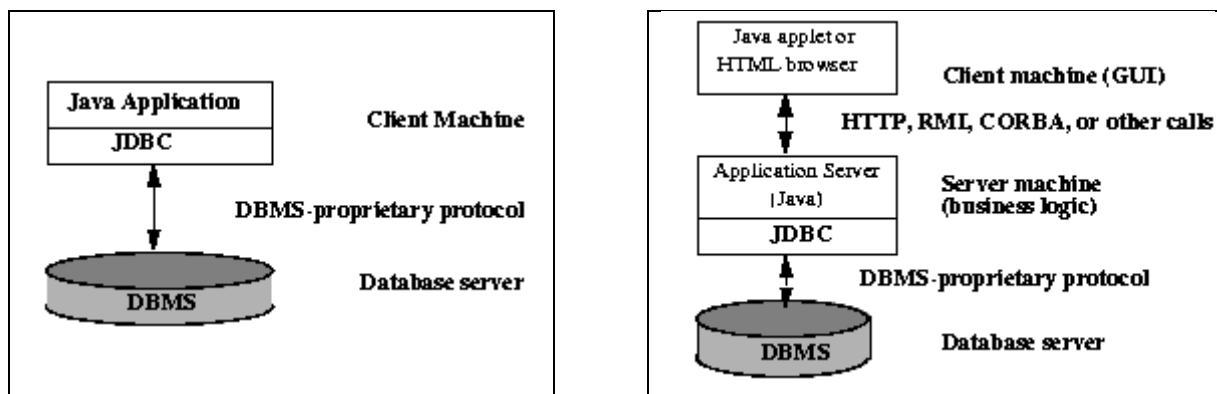 Java Application
JDBC
Client Machine
DBMS-proprietary protocol
Database server
DBMS
Java applet or
HTML browser
Client machine (GUI)
HTTP, RMI, CORBA, or other calls
Application Server
(Java)
JDBC
Server machine
(business logic)
DBMS-proprietary protocol
DBMS
Database server